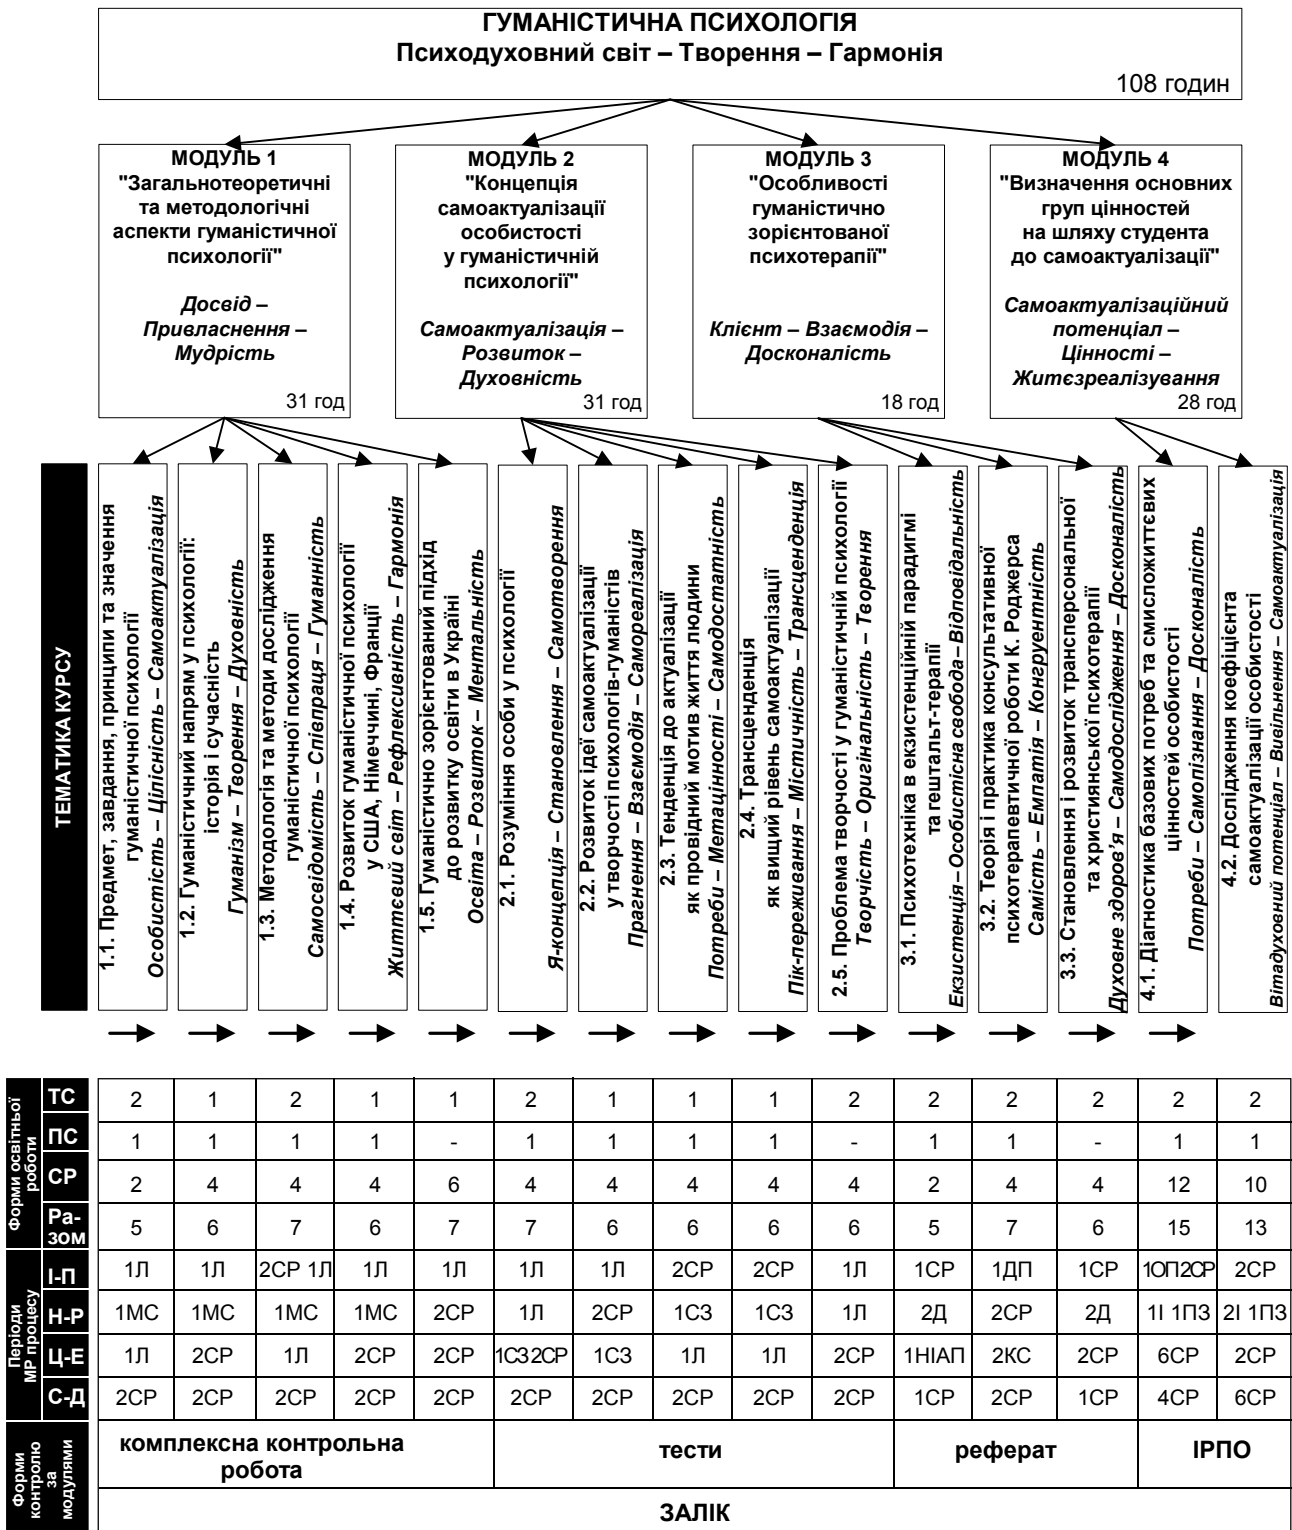 ГУМАНІСТИЧНА ПСИХОЛОГІЯ
Психодуховний світ – Творення – Гармонія
108 годин
МОДУЛЬ 1
"Загальнотеоретичні
та методологічні
аспекти гуманістичної
психології"
Досвід –
Привласнення –
Мудрість
31 год
МОДУЛЬ 2
"Концепція
самоактуалізації
особистості
у гуманістичній
психології"
Самоактуалізація –
Розвиток –
Духовність
31 год
МОДУЛЬ 3
"Особливості
гуманістично
зорієнтованої
психотерапії"
Клієнт – Взаємодія –
Досконалість
18 год
МОДУЛЬ 4
"Визначення основних
груп цінностей
на шляху студента
до самоактуалізації"
Самоактуалізаційний
потенціал –
Цінності –
Житєзреалізування
28 год
ТЕМАТИКА КУРСУ
1.1. Предмет, завдання, принципи та значення
гуманістичної психології
Особистість – Цілісність – Самоактуалізація
1.2. Гуманістичний напрям у психології:
історія і сучасність
Гуманізм – Творення – Духовність
1.3. Методологія та методи дослідження
гуманістичної психології
Самосвідомість – Співпраця – Гуманність
1.4. Розвиток гуманістичної психології
у США, Німеччині, Франції
Життєвий світ – Рефлексивність – Гармонія
1.5. Гуманістично зорієнтований підхід
до розвитку освіти в Україні
Освіта – Розвиток – Ментальність
2.1. Розуміння особи у психології
Я-концепція – Становлення – Самотворення
2.2. Розвиток ідеї самоактуалізації
у творчості психологів-гуманістів
Прагнення – Взаємодія – Самореалізація
2.3. Тенденція до актуалізації
як провідний мотив життя людини
Потреби – Метацінності – Самодостатність
2.4. Трансценденція
як вищий рівень самоактуалізації
Пік-переживання – Містичність – Трансценденція
2.5. Проблема творчості у гуманістичній психології
Творчість – Оригінальність – Творення
3.1. Психотехніка в екзистенційній парадигмі
та гештальт-терапії
Екзистенція – Особистісна свобода – Відповідальність
3.2. Теорія і практика консультативної
психотерапевтичної роботи К. Роджерса
Самість – Емпатія – Конгруентність
3.3. Становлення і розвиток трансперсональної
та християнської психотерапії
Духовне здоров'я – Самодослідження – Досконалість
4.1. Діагностика базових потреб та смисложиттєвих
цінностей особистості
Потреби – Самопізнання – Досконалість
4.2. Дослідження коефіцієнта
самоактуалізації особистості
Вітадуховний потенціал – Вивільнення – Самоактуалізація
Форми освітньої
роботи
ТС 2 1 2 1 1 2 1 1 1 2 2 2 2 2 2
ПС 1 1 1 1 - 1 1 1 1 - 1 1 - 1 1
СР 2 4 4 4 6 4 4 4 4 4 2 4 4 12 10
Ра-
зом 5 6 7 6 7 7 6 6 6 6 5 7 6 15 13
Періоди
МР процесу
І-П 1Л 1Л 2СР 1Л 1Л 1Л 1Л 1Л 2СР 2СР 1Л 1СР 1ДП 1СР 1ОП2СР 2СР
Н-Р 1МС 1МС 1МС 1МС 2СР 1Л 2СР 1СЗ 1СЗ 1Л 2Д 2СР 2Д 1І 1ПЗ 2І 1ПЗ
Ц-Е 1Л 2СР 1Л 2СР 2СР 1СЗ2СР 1СЗ 1Л 1Л 2СР 1НІАП 2КС 2СР 6СР 2СР
С-Д 2СР 2СР 2СР 2СР 2СР 2СР 2СР 2СР 2СР 2СР 1СР 2СР 1СР 4СР 6СР
Форми
контролю
за
модулями
комплексна контрольна
робота
тести
реферат
ІРПО
ЗАЛІК